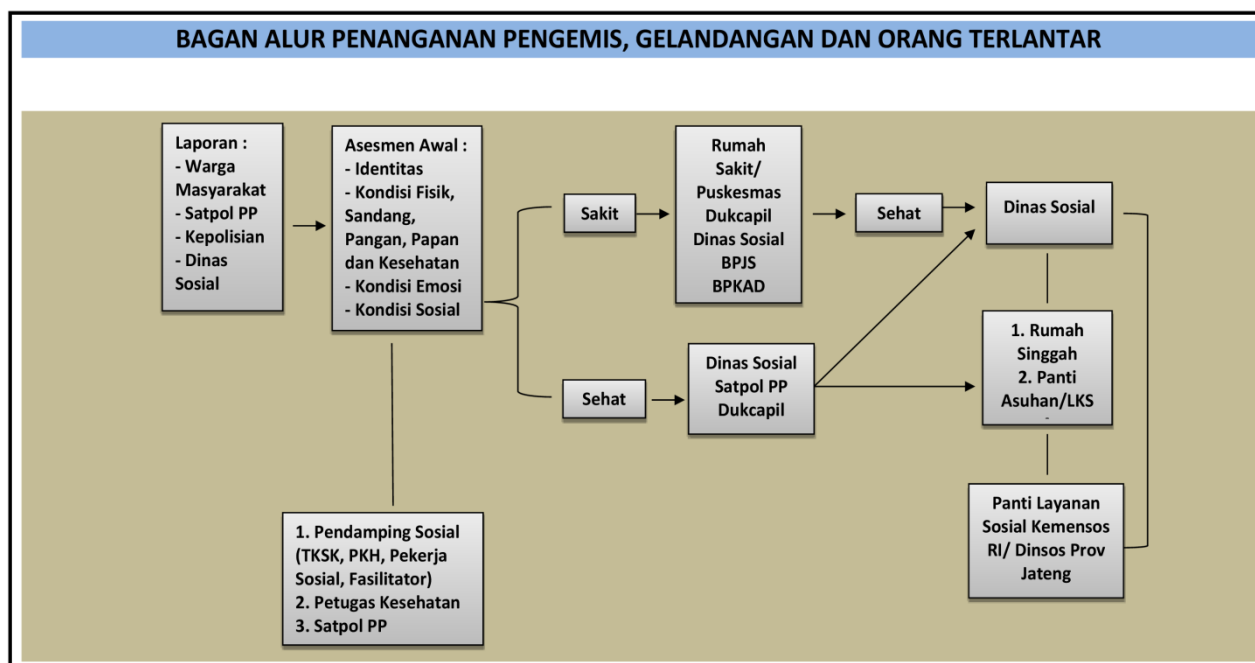 BAGAN ALUR PENANGANAN PENGEMIS, GELANDANGAN DAN ORANG TERLANTAR
Laporan :
- Warga
Masyarakat
- Satpol PP
- Kepolisian
- Dinas
Sosial
Asesmen Awal :
- Identitas
- Kondisi Fisik,
Sandang,
Pangan, Papan
dan Kesehatan
- Kondisi Emosi
- Kondisi Sosial
Sakit
Rumah
Sakit/
Puskesmas
Dukcapil
Dinas Sosial
BPJS
BPKAD
Sehat
Dinas Sosial
Sehat
Dinas Sosial
Satpol PP
Dukcapil
1. Rumah
Singgah
2. Panti
Asuhan/LKS
Panti Layanan
Sosial Kemensos
RI/ Dinsos Prov
Jateng
1. Pendamping Sosial
(TKSK, PKH, Pekerja
Sosial, Fasilitator)
2. Petugas Kesehatan
3. Satpol PP